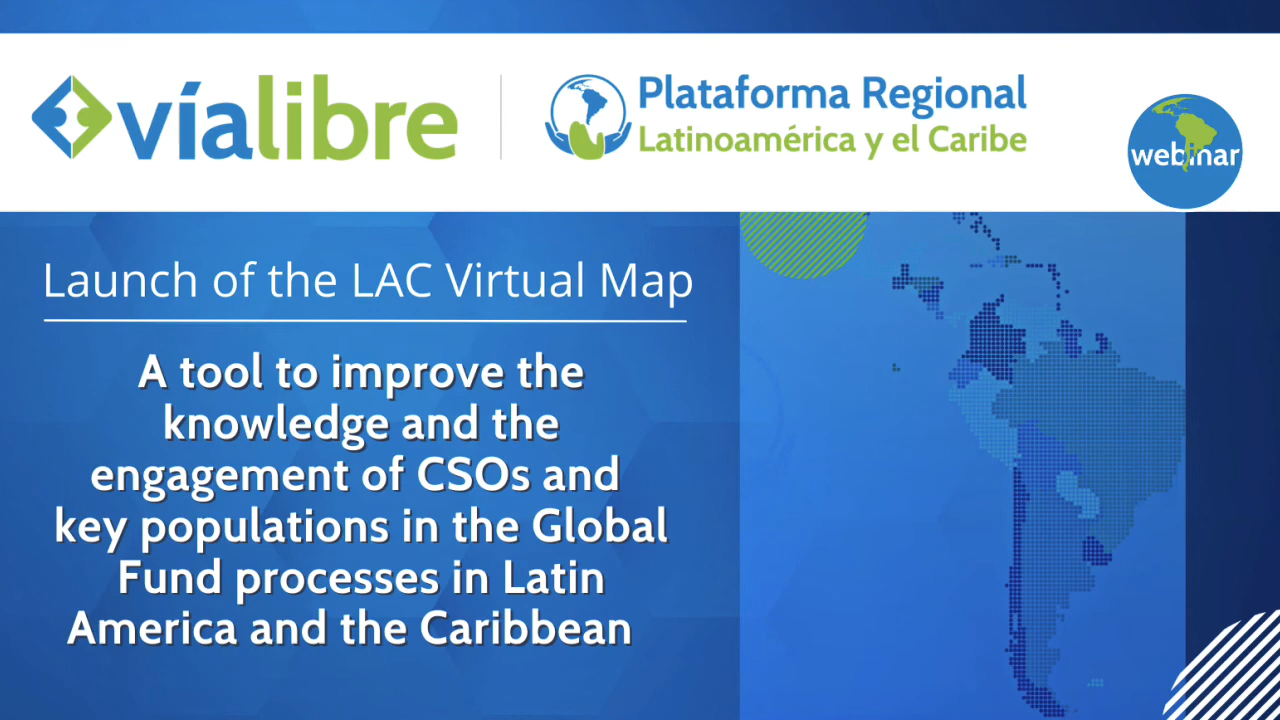 víalibre
Plataforma Regional
Latinoamérica y el Caribe
webinar
Launch of the LAC Virtual Map
A tool to improve the
knowledge and the
engagement of CSOs and
key populations in the Global
Fund processes in Latin
America and the Caribbean